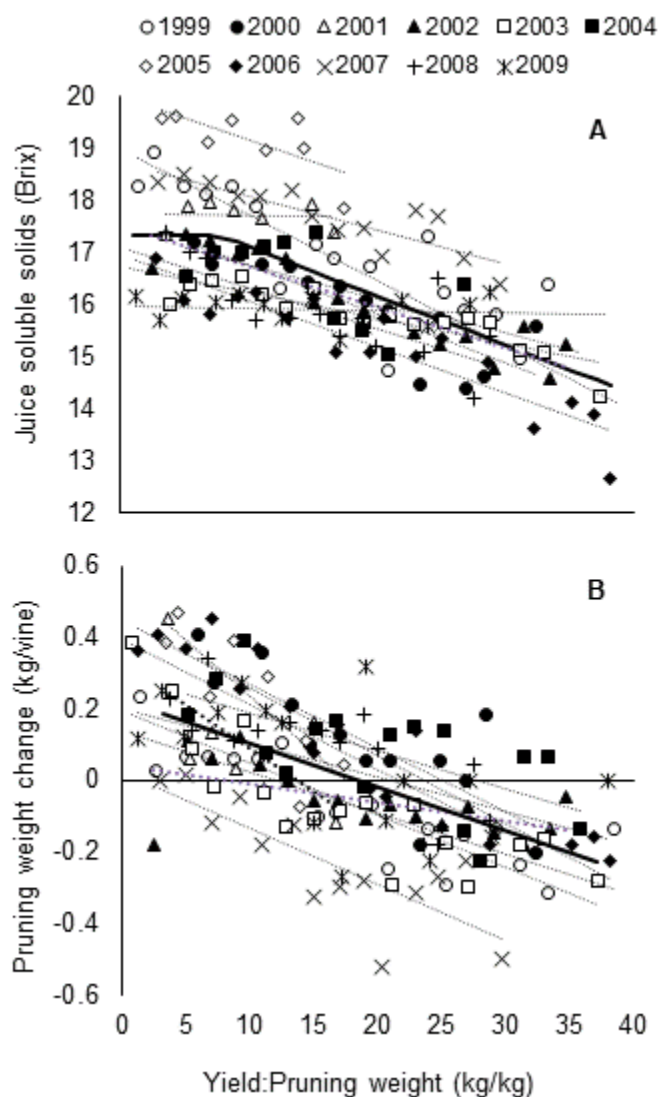 1999 2000 2001 2002 2003 2004
2005 2006 2007 2008 2009
20
19
18
17
16
15
14
13
12
Juice soluble solids (Brix)
A
0.6
0.4
0.2
0
-0.2
-0.4
-0.6
Pruning weight change (kg/vine)
B
0 5 10 15 20 25 30 35 40
Yield:Pruning weight (kg/kg)